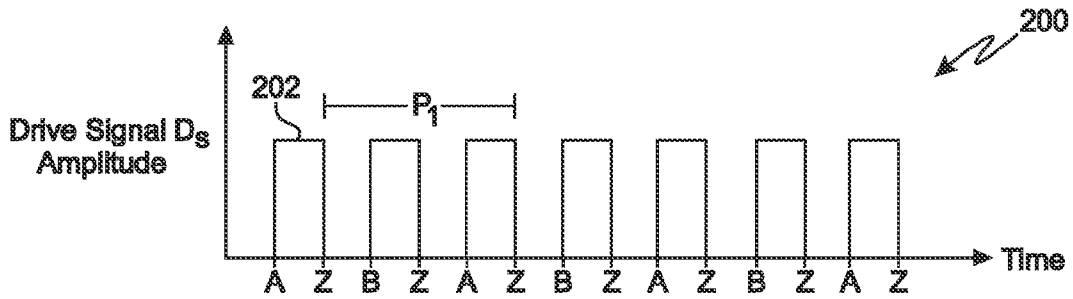 200
202
P1
Drive Signal DS
Amplitude
Time
A Z B Z A Z B Z A Z B Z A Z